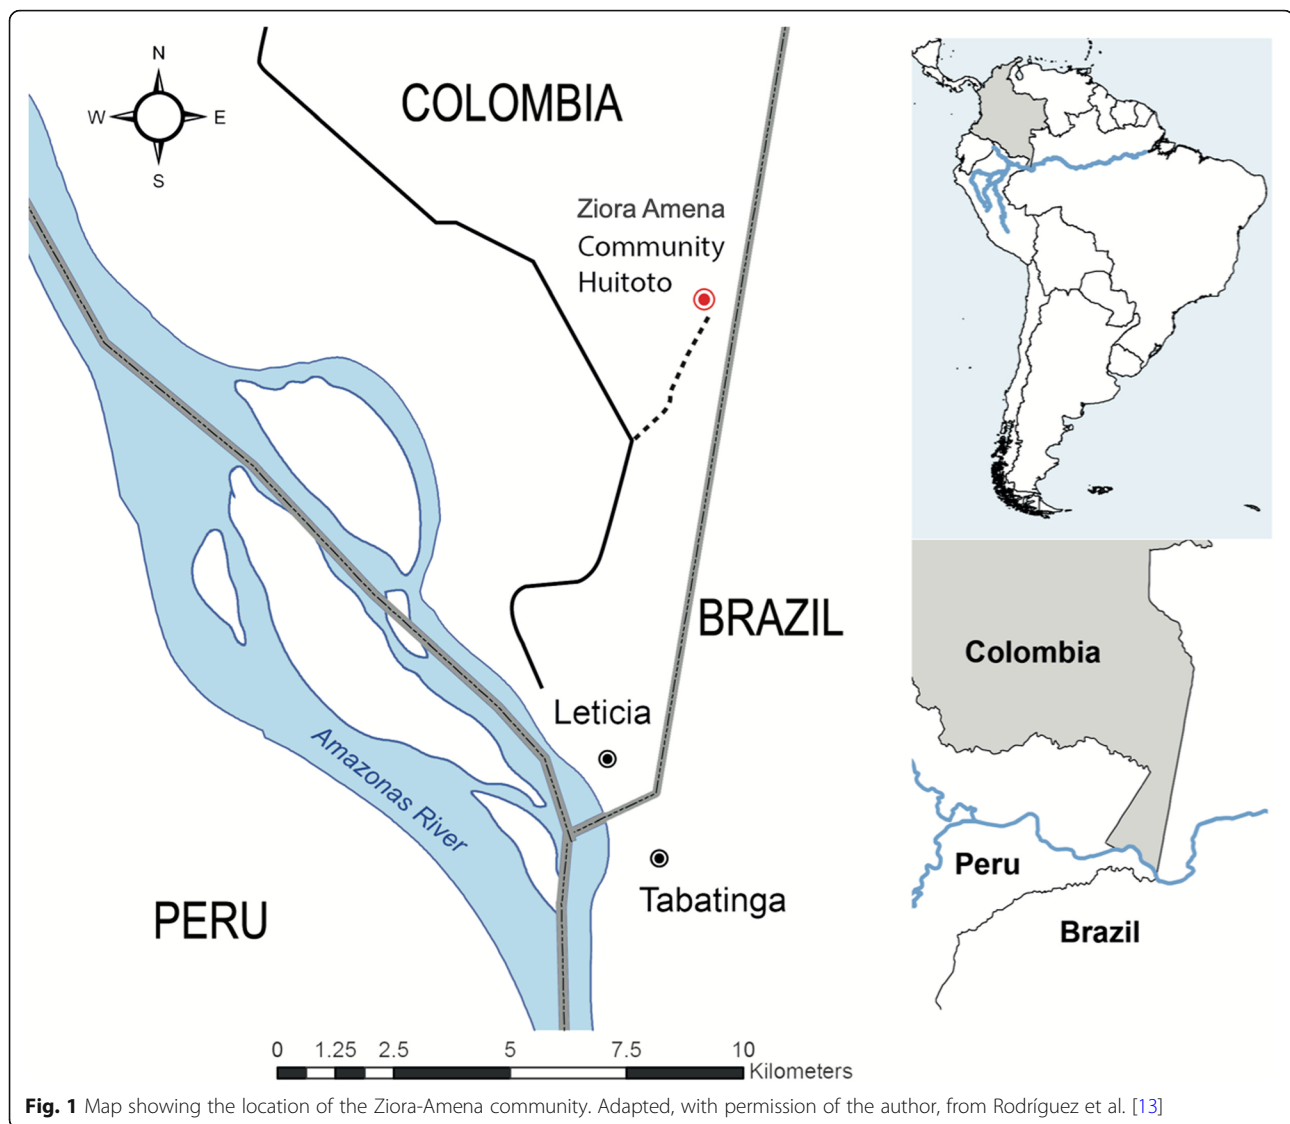 N
W E
S
COLOMBIA
Ziora Amena
Community
Huitoto
BRAZIL
Leticia
Amazonas River
Tabatinga
PERU
0 1.25 2.5 5 7.5 10
Kilometers
Colombia
Peru
Brazil
Fig. 1 Map showing the location of the Ziora-Amena community. Adapted, with permission of the author, from Rodríguez et al. [13]